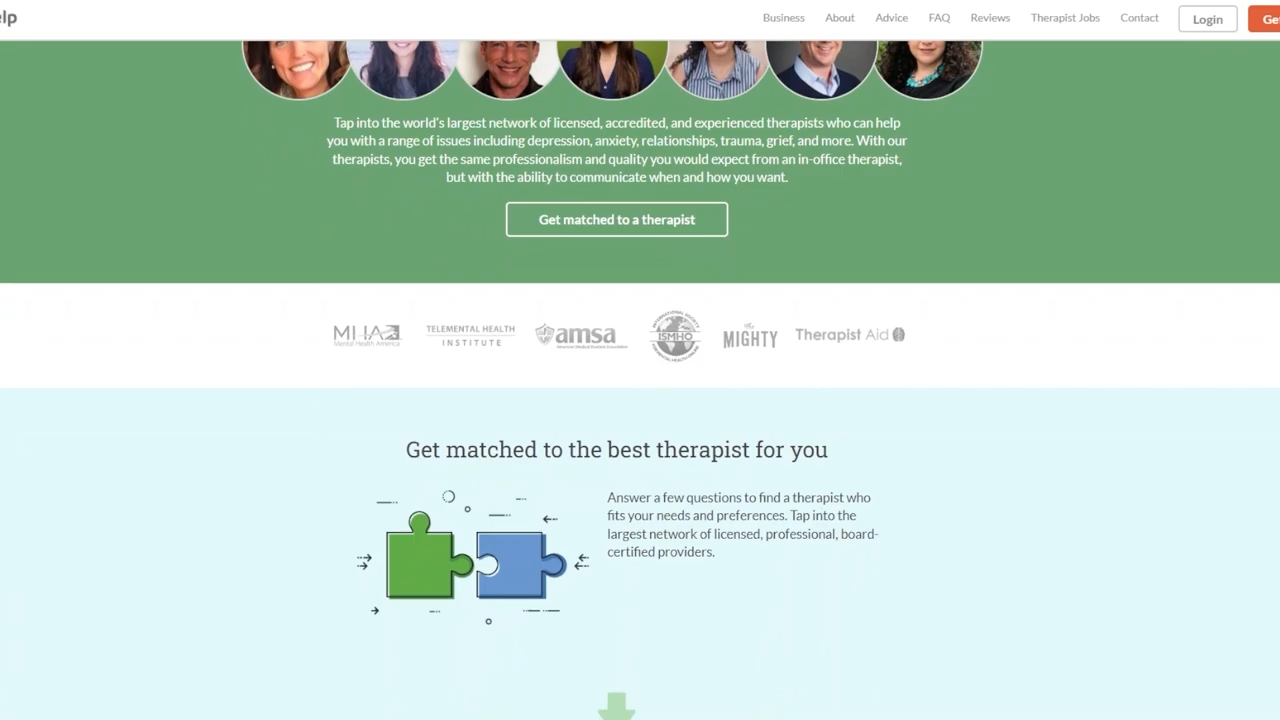 elp
Business About Advice FAQ Reviews Therapist Jobs Contact Login Ge
Tap into the world's largest network of licensed, accredited, and experienced therapists who can help
you with a range of issues including depression, anxiety, relationships, trauma, grief, and more. With our
therapists, you get the same professionalism and quality you would expect from an in-office therapist,
but with the ability to communicate when and how you want.
Get matched to a therapist
MHA
Mental Health America
TELEMENTAL HEALTH
INSTITUTE
amsa
American Medical Student Association
ISMHO
The
MIGHTY
Therapist Aid
Get matched to the best therapist for you
Answer a few questions to find a therapist who
fits your needs and preferences. Tap into the
largest network of licensed, professional, board-
certified providers.